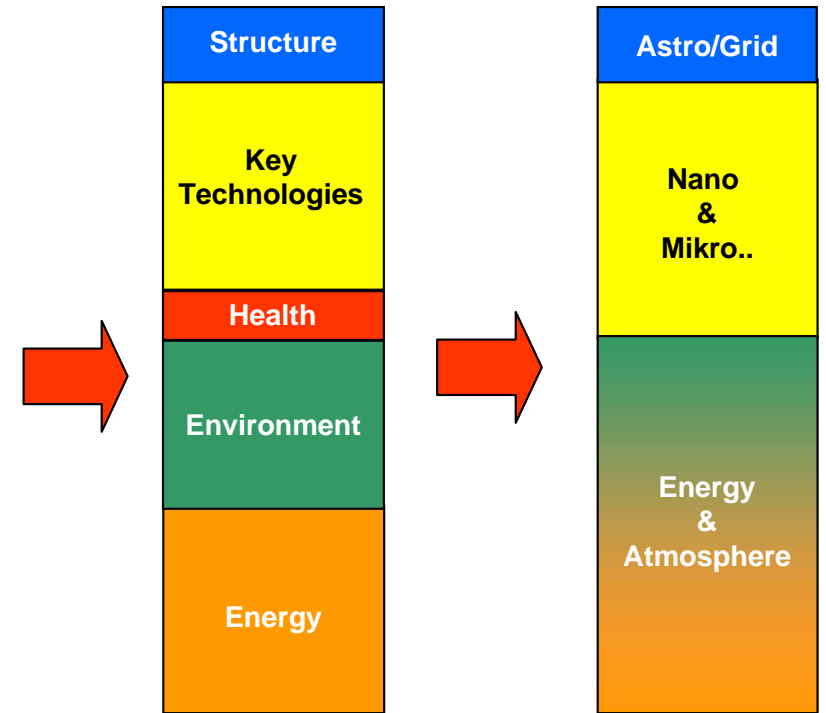 Structure
Key
Technologies
Health
Environment
Energy
Astro/Grid
Nano
&
Mikro..
Energy
&
Atmosphere